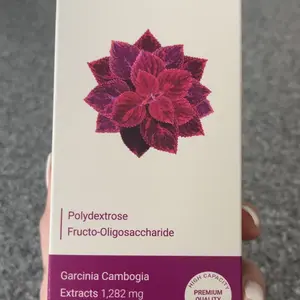 Polydextrose
Fructo-Oligosaccharide
Garcinia Cambogia
Extracts 1,282 mg
HIGH CAPACITY
PREMIUM
QUALITY